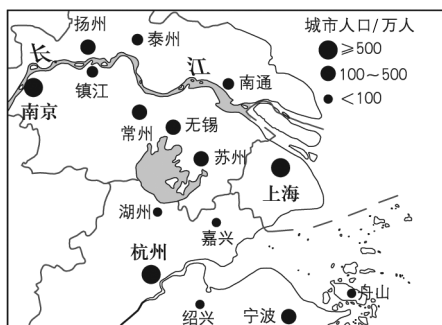 城市人口/万人
≥500
100～500
<100
扬州
泰州
长
江
镇江
南通
南京
常州
无锡
苏州
上海
湖州
嘉兴
杭州
舟山
绍兴
宁波